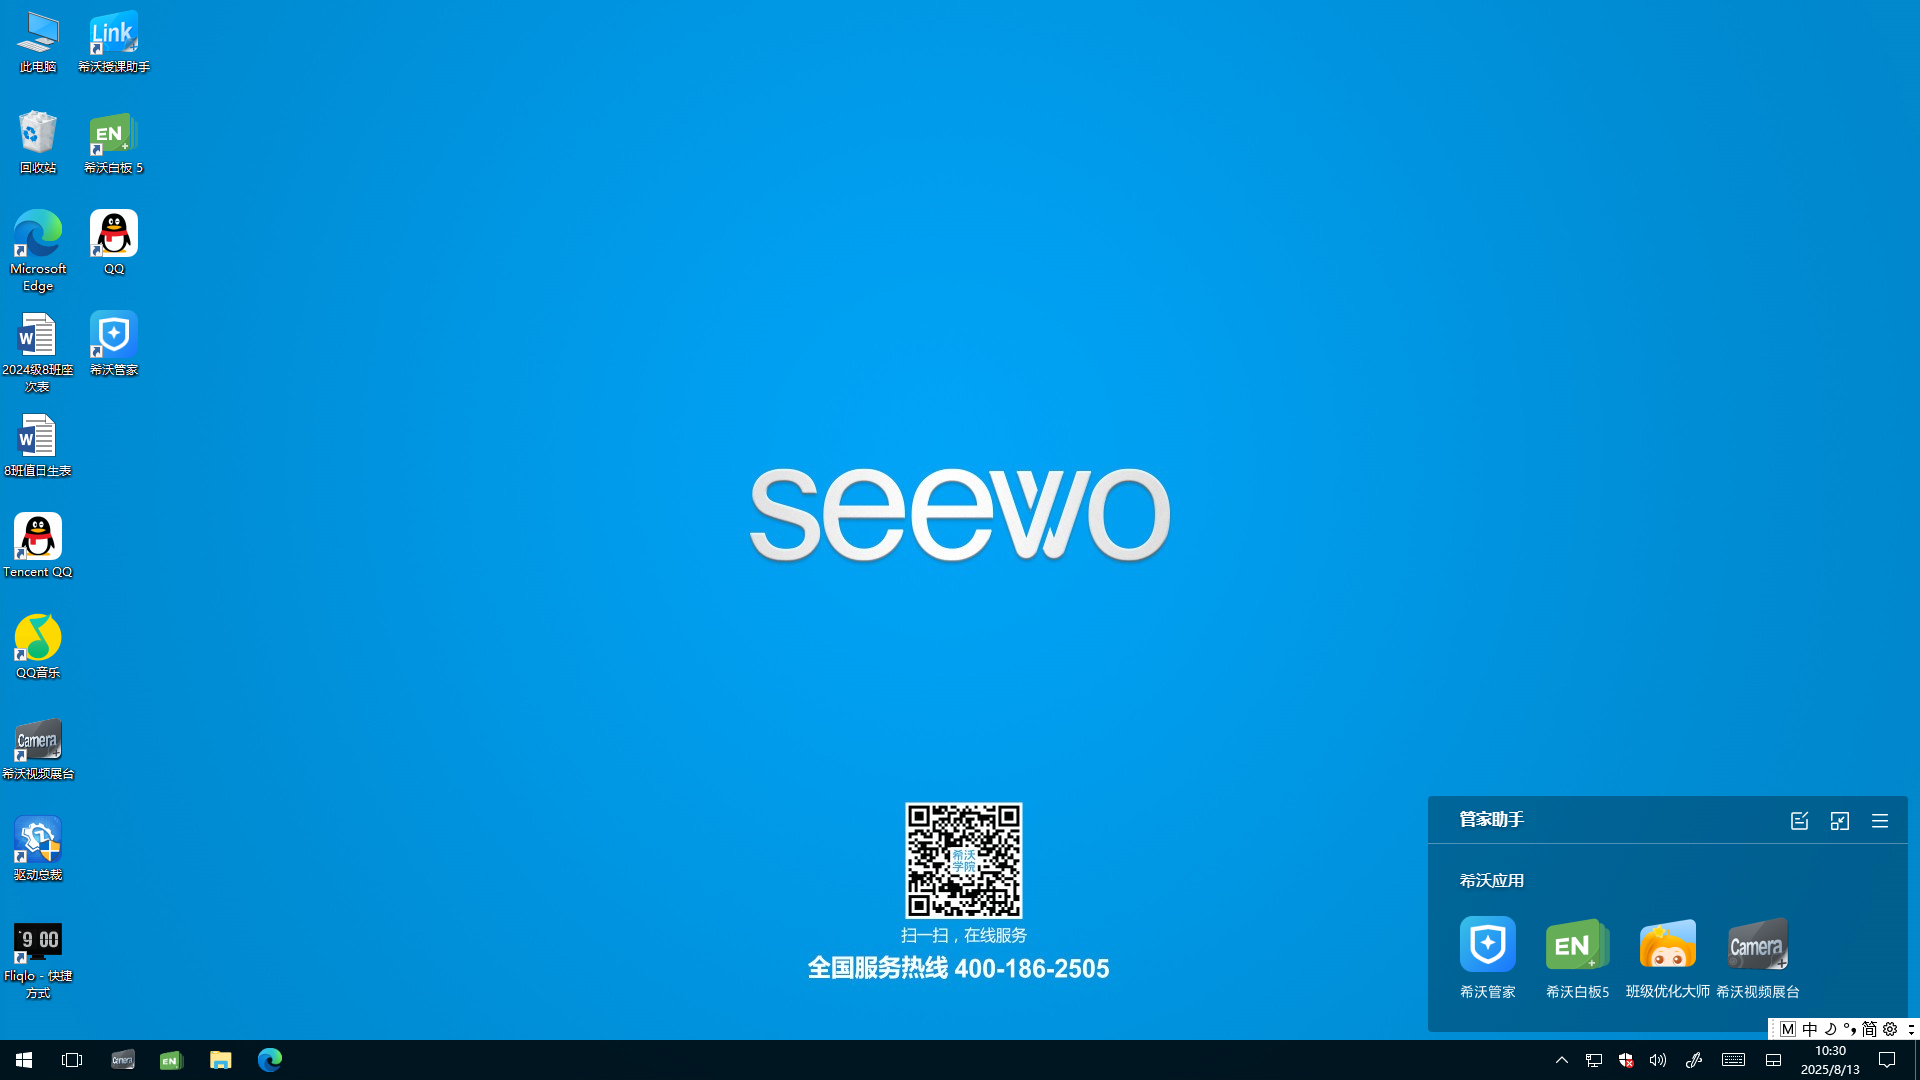 此电脑
Link
希沃授课助手
回收站
EN
希沃白板 5
Microsoft
Edge
QQ
W
2024级8班座
次表
希沃管家
W
8班值日生表
Tencent QQ
QQ音乐
Camera
希沃视频展台
驱动总裁
9 00
Fliqlo - 快捷
方式
seewo
希沃
学院
扫一扫，在线服务
全国服务热线 400-186-2505
管家助手
希沃应用
EN
Camera
希沃管家
希沃白板5
班级优化大师
希沃视频展台
M 中 简
Camera
EN
10:30
2025/8/13